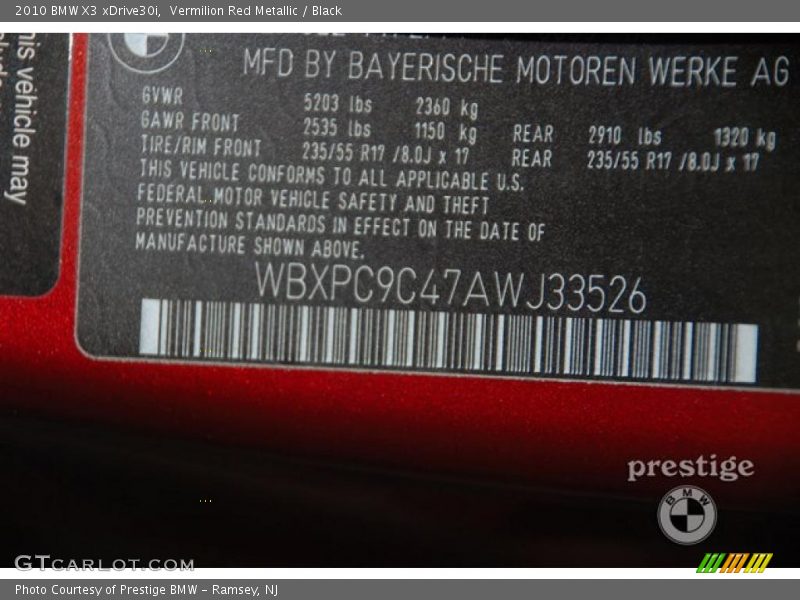 2010 BMW X3 xDrive30i, Vermilion Red Metallic / Black
his vehicle may
MFD BY BAYERISCHE MOTOREN WERKE AG
GVWR 5203 lbs 2360 kg
GAWR FRONT 2535 lbs 1150 kg REAR 2910 lbs 1320 kg
TIRE/RIM FRONT 235/55 R17 /8.0J x 17 REAR 235/55 R17 /8.0J x 17
THIS VEHICLE CONFORMS TO ALL APPLICABLE U.S.
FEDERAL MOTOR VEHICLE SAFETY AND THEFT
PREVENTION STANDARDS IN EFFECT ON THE DATE OF
MANUFACTURE SHOWN ABOVE.
WBXPC9C47AWJ33526
prestige
BMW
GTCARLOT.COM
Photo Courtesy of Prestige BMW - Ramsey, NJ